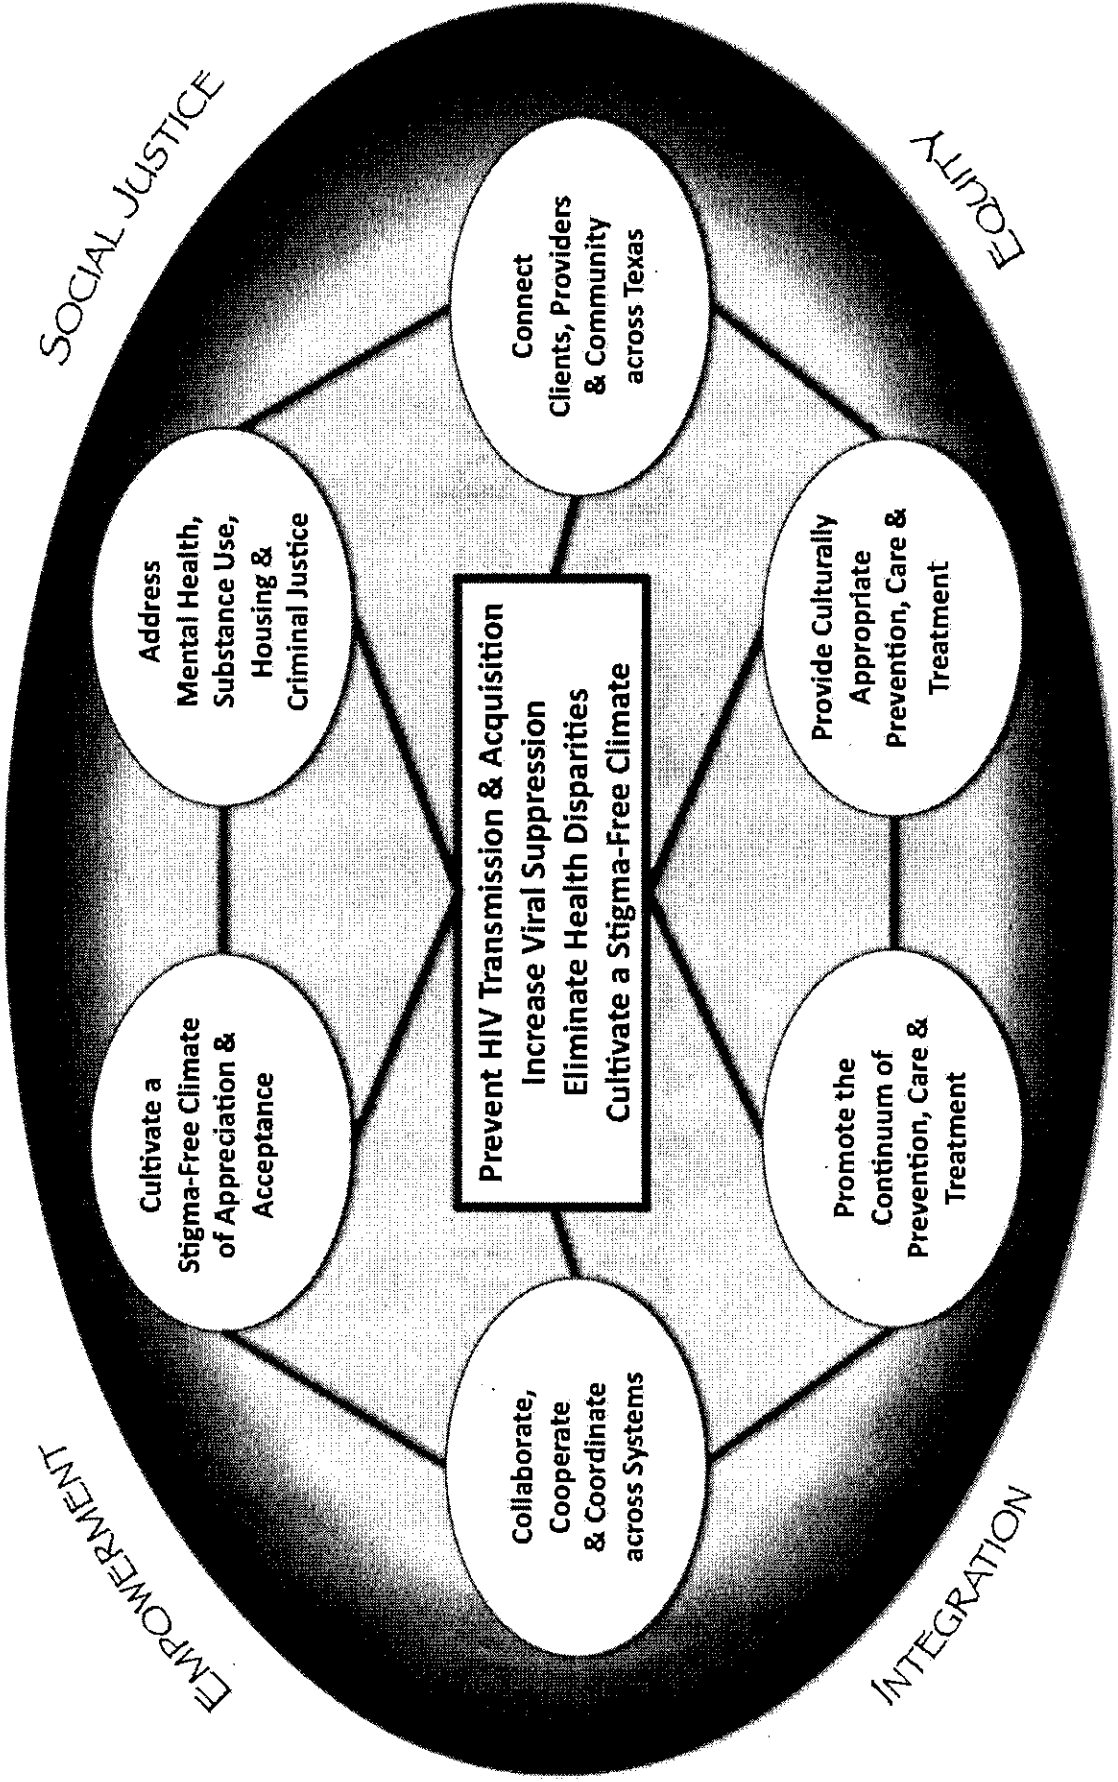 EMPOWERMENT
SOCIAL JUSTICE
Cultivate a
Stigma-Free Climate
of Appreciation &
Acceptance
Address
Mental Health,
Substance Use,
Housing &
Criminal Justice
Collaborate,
Cooperate
& Coordinate
across Systems
Prevent HIV Transmission & Acquisition
Increase Viral Suppression
Eliminate Health Disparities
Cultivate a Stigma-Free Climate
Connect
Clients, Providers
& Community
across Texas
Promote the
Continuum of
Prevention, Care &
Treatment
Provide Culturally
Appropriate
Prevention, Care &
Treatment
INTEGRATION
EQUITY